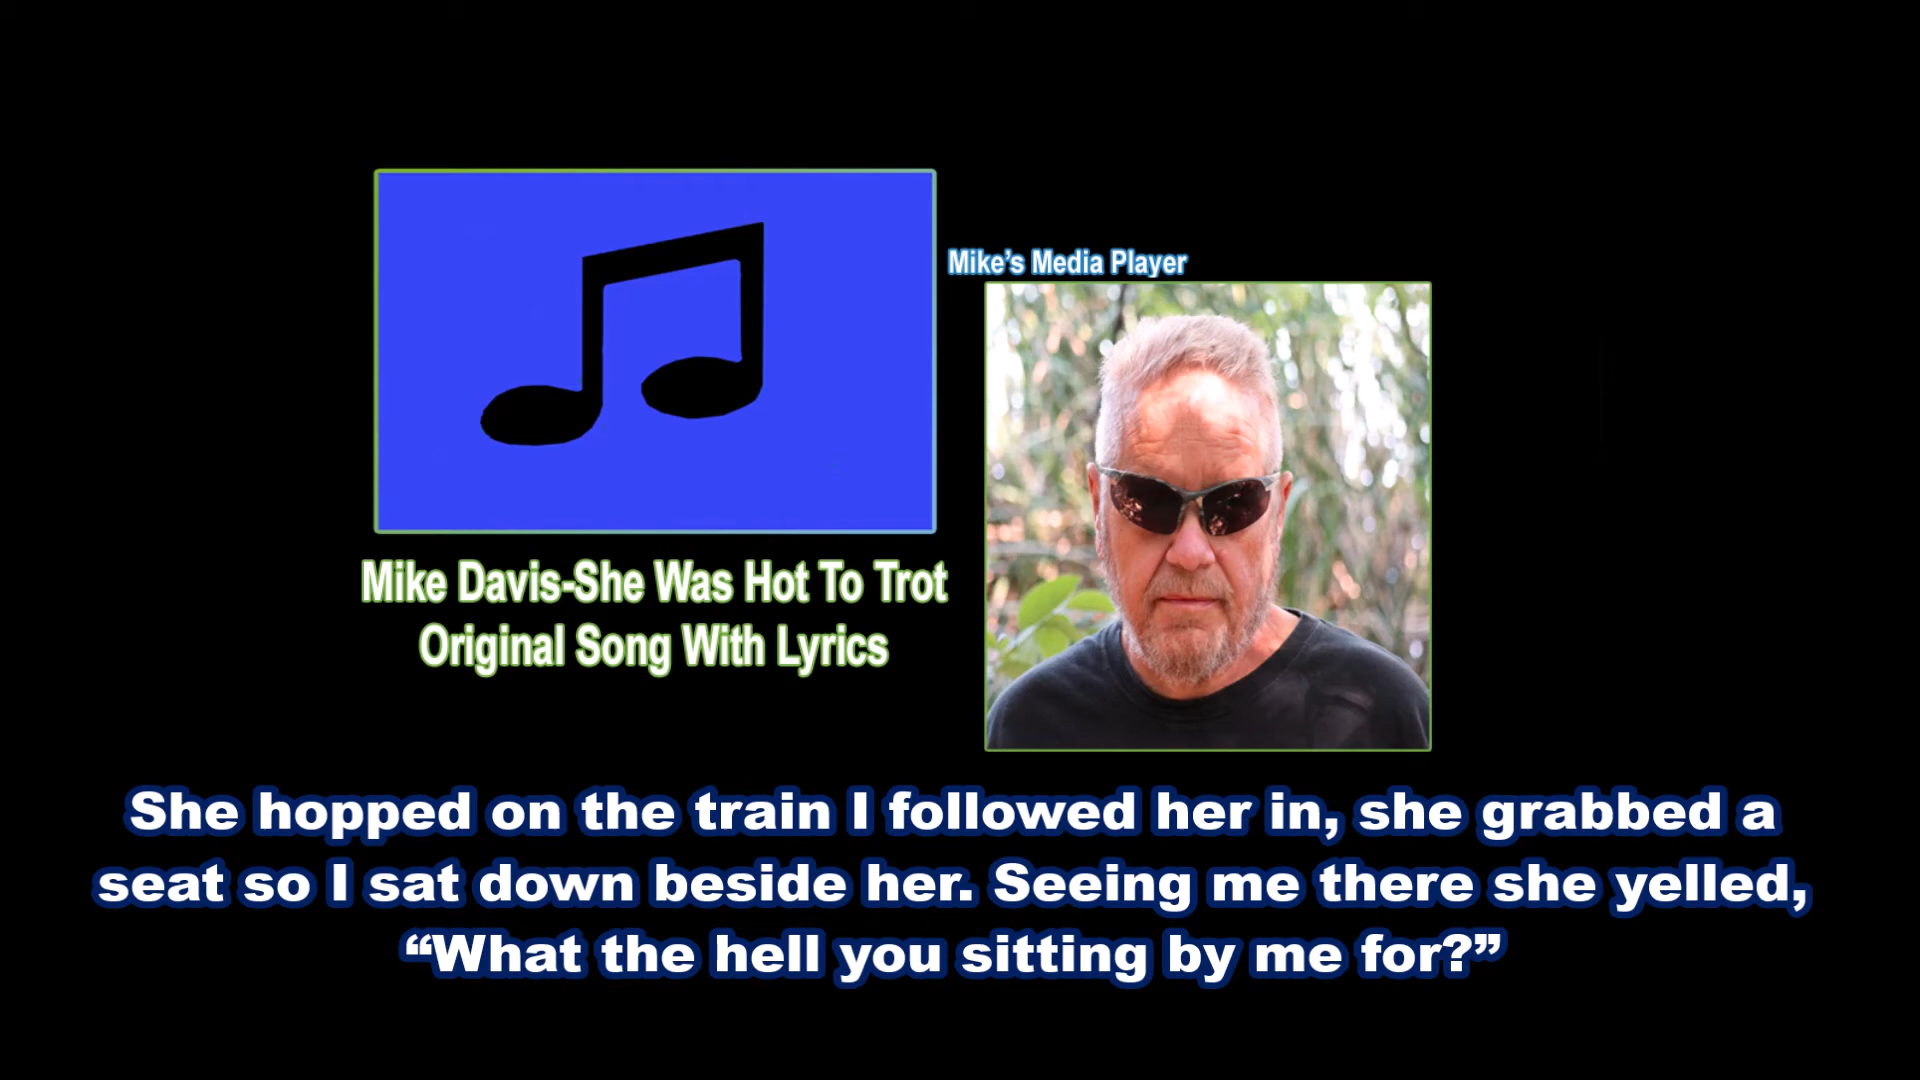 Mike's Media Player
Mike Davis-She Was Hot To Trot
Original Song With Lyrics
She hopped on the train I followed her in, she grabbed a
seat so I sat down beside her. Seeing me there she yelled,
“What the hell you sitting by me for?”